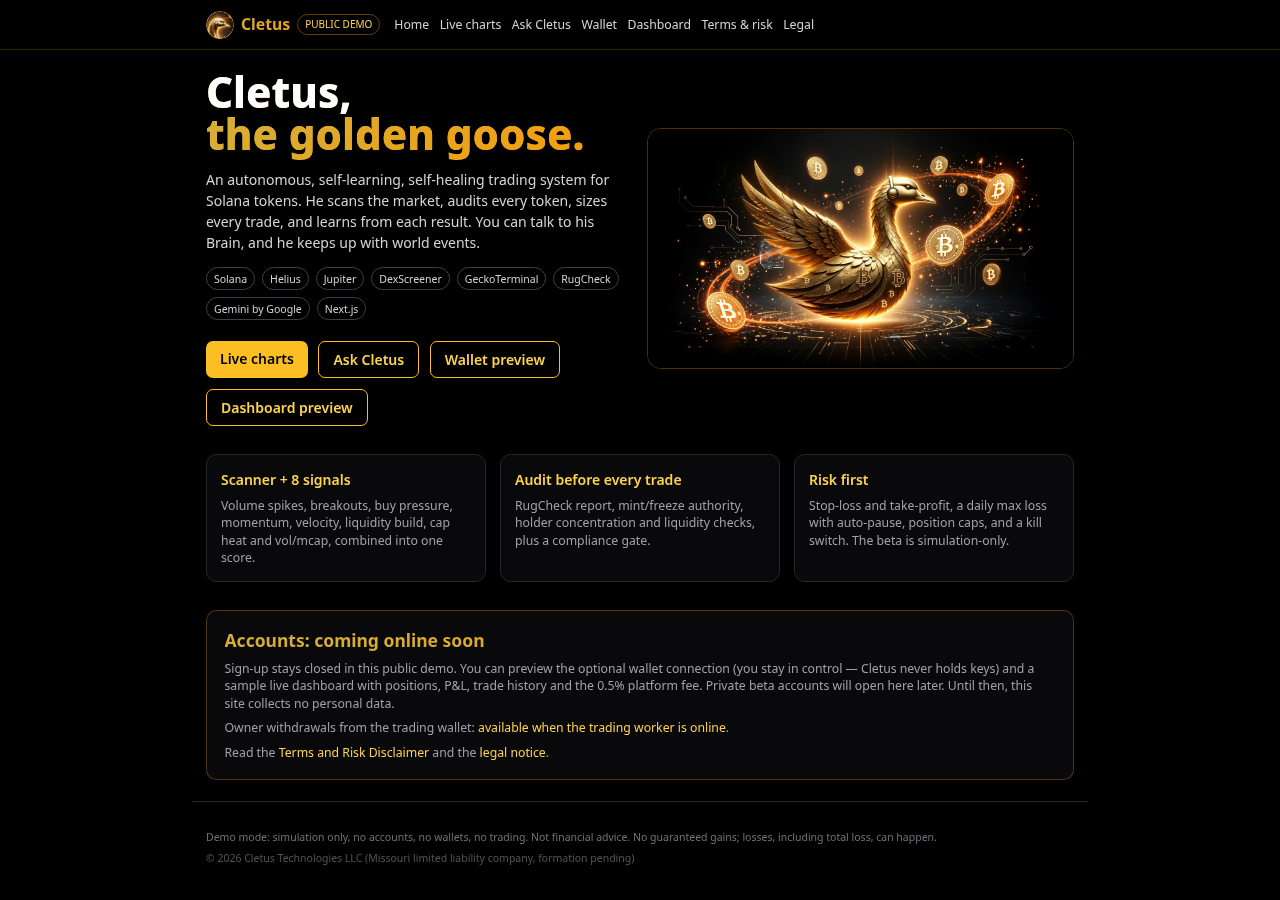 Cletus PUBLIC DEMO Home Live charts Ask Cletus Wallet Dashboard Terms & risk Legal
Cletus,
the golden goose.
An autonomous, self-learning, self-healing trading system for
Solana tokens. He scans the market, audits every token, sizes
every trade, and learns from each result. You can talk to his
Brain, and he keeps up with world events.
Solana Helius Jupiter DexScreener GeckoTerminal RugCheck
Gemini by Google Next.js
Live charts Ask Cletus Wallet preview
Dashboard preview
Scanner + 8 signals
Volume spikes, breakouts, buy pressure,
momentum, velocity, liquidity build, cap
heat and vol/mcap, combined into one
score.
Audit before every trade
RugCheck report, mint/freeze authority,
holder concentration and liquidity checks,
plus a compliance gate.
Risk first
Stop-loss and take-profit, a daily max loss
with auto-pause, position caps, and a kill
switch. The beta is simulation-only.
Accounts: coming online soon
Sign-up stays closed in this public demo. You can preview the optional wallet connection (you stay in control — Cletus never holds keys) and a
sample live dashboard with positions, P&L, trade history and the 0.5% platform fee. Private beta accounts will open here later. Until then, this
site collects no personal data.
Owner withdrawals from the trading wallet: available when the trading worker is online.
Read the Terms and Risk Disclaimer and the legal notice.
Demo mode: simulation only, no accounts, no wallets, no trading. Not financial advice. No guaranteed gains; losses, including total loss, can happen.
© 2026 Cletus Technologies LLC (Missouri limited liability company, formation pending)